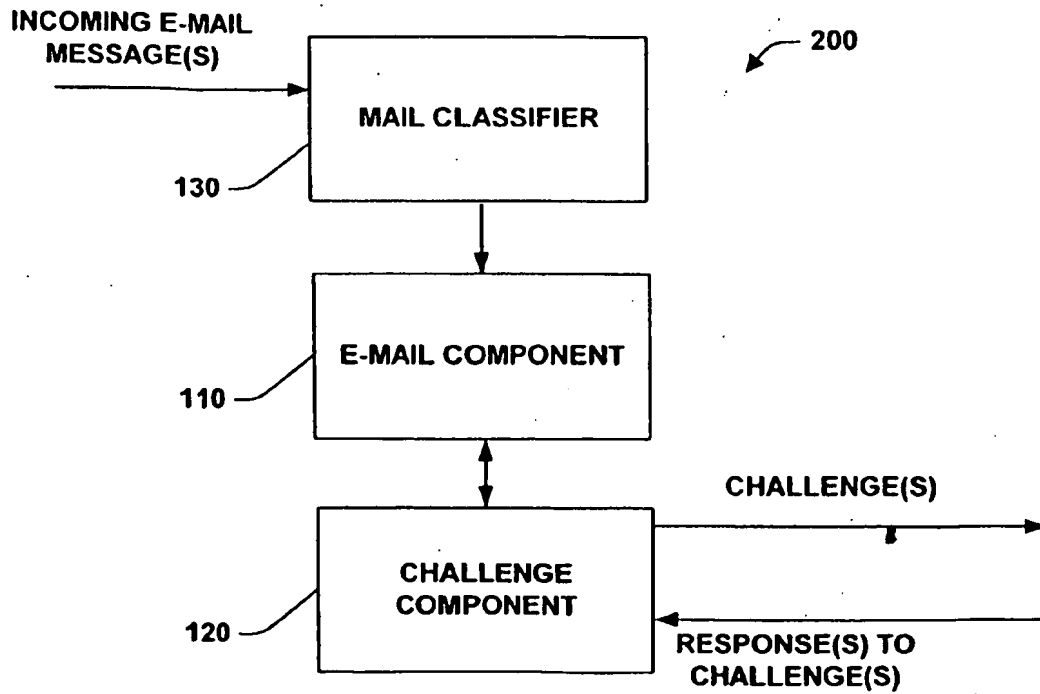 INCOMING E-MAIL
MESSAGE(S)
200
MAIL CLASSIFIER
130
E-MAIL COMPONENT
110
CHALLENGE(S)
CHALLENGE
COMPONENT
120
RESPONSE(S) TO
CHALLENGE(S)